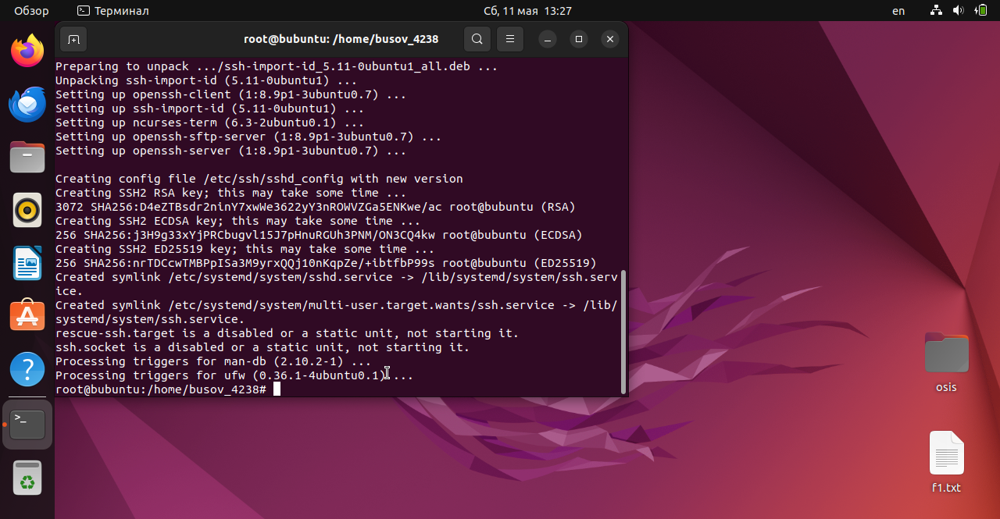 Обзор
Терминал
Сб, 11 мая 13:27
en
root@bubuntu: /home/busov_4238
Preparing to unpack .../ssh-import-id_5.11-0ubuntu1_all.deb ...
Unpacking ssh-import-id (5.11-0ubuntu1) ...
Setting up openssh-client (1:8.9p1-3ubuntu0.7) ...
Setting up ssh-import-id (5.11-0ubuntu1) ...
Setting up ncurses-term (6.3-2ubuntu0.1) ...
Setting up openssh-sftp-server (1:8.9p1-3ubuntu0.7) ...
Setting up openssh-server (1:8.9p1-3ubuntu0.7) ...
Creating config file /etc/ssh/sshd_config with new version
Creating SSH2 RSA key; this may take some time ...
3072 SHA256:D4eZTBsdr2ninY7xwWe3622yY3nROWVZGa5ENKwe/ac root@bubuntu (RSA)
Creating SSH2 ECDSA key; this may take some time ...
256 SHA256:j3H9g33xYjPRCbugvl15J7pHnuRGUh3PNM/ON3CQ4kw root@bubuntu (ECDSA)
Creating SSH2 ED25519 key; this may take some time ...
256 SHA256:nrTDCcwTMBPpISa3M9yrxQQj10nKqpZe/+ibtfbP99s root@bubuntu (ED25519)
Created symlink /etc/systemd/system/sshd.service -> /lib/systemd/system/ssh.serv
ice.
Created symlink /etc/systemd/system/multi-user.target.wants/ssh.service -> /lib/
systemd/system/ssh.service.
rescue-ssh.target is a disabled or a static unit, not starting it.
ssh.socket is a disabled or a static unit, not starting it.
Processing triggers for man-db (2.10.2-1) ...
Processing triggers for ufw (0.36.1-4ubuntu0.1) ...
root@bubuntu:/home/busov_4238#
osis
f1.txt